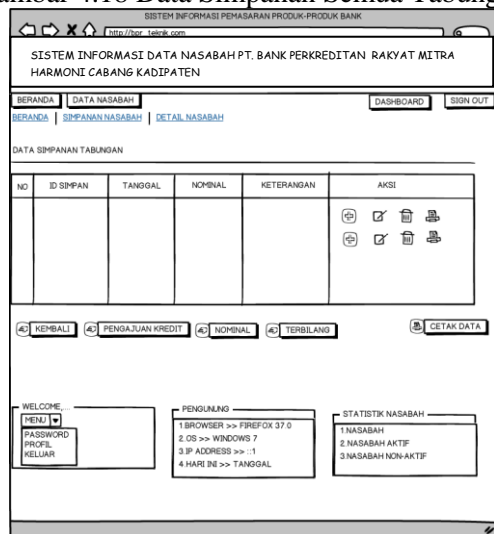 Gambar 4.18 Data Simpanan Semua Tabungan
SISTEM INFORMASI PEMASARAN PRODUK-PRODUK BANK
http://bpr_teknik.com
SISTEM INFORMASI DATA NASABAH PT. BANK PERKREDITAN RAKYAT MITRA
HARMONI CABANG KADIPATEN
BERANDA DATA NASABAH DASHBOARD SIGN OUT
BERANDA SIMPANAN NASABAH DETAIL NASABAH
DATA SIMPANAN TABUNGAN
NO ID SIMPAN TANGGAL NOMINAL KETERANGAN AKSI
KEMBALI PENGAJUAN KREDIT NOMINAL TERBILANG CETAK DATA
WELCOME,....
MENU
PASSWORD
PROFIL
KELUAR
PENGUNUNG
1.BROWSER >> FIREFOX 37.0
2.OS >> WINDOWS 7
3.IP ADDRESS >> ::1
4.HARI INI >> TANGGAL
STATISTIK NASABAH
1.NASABAH
2.NASABAH AKTIF
3.NASABAH NON-AKTIF